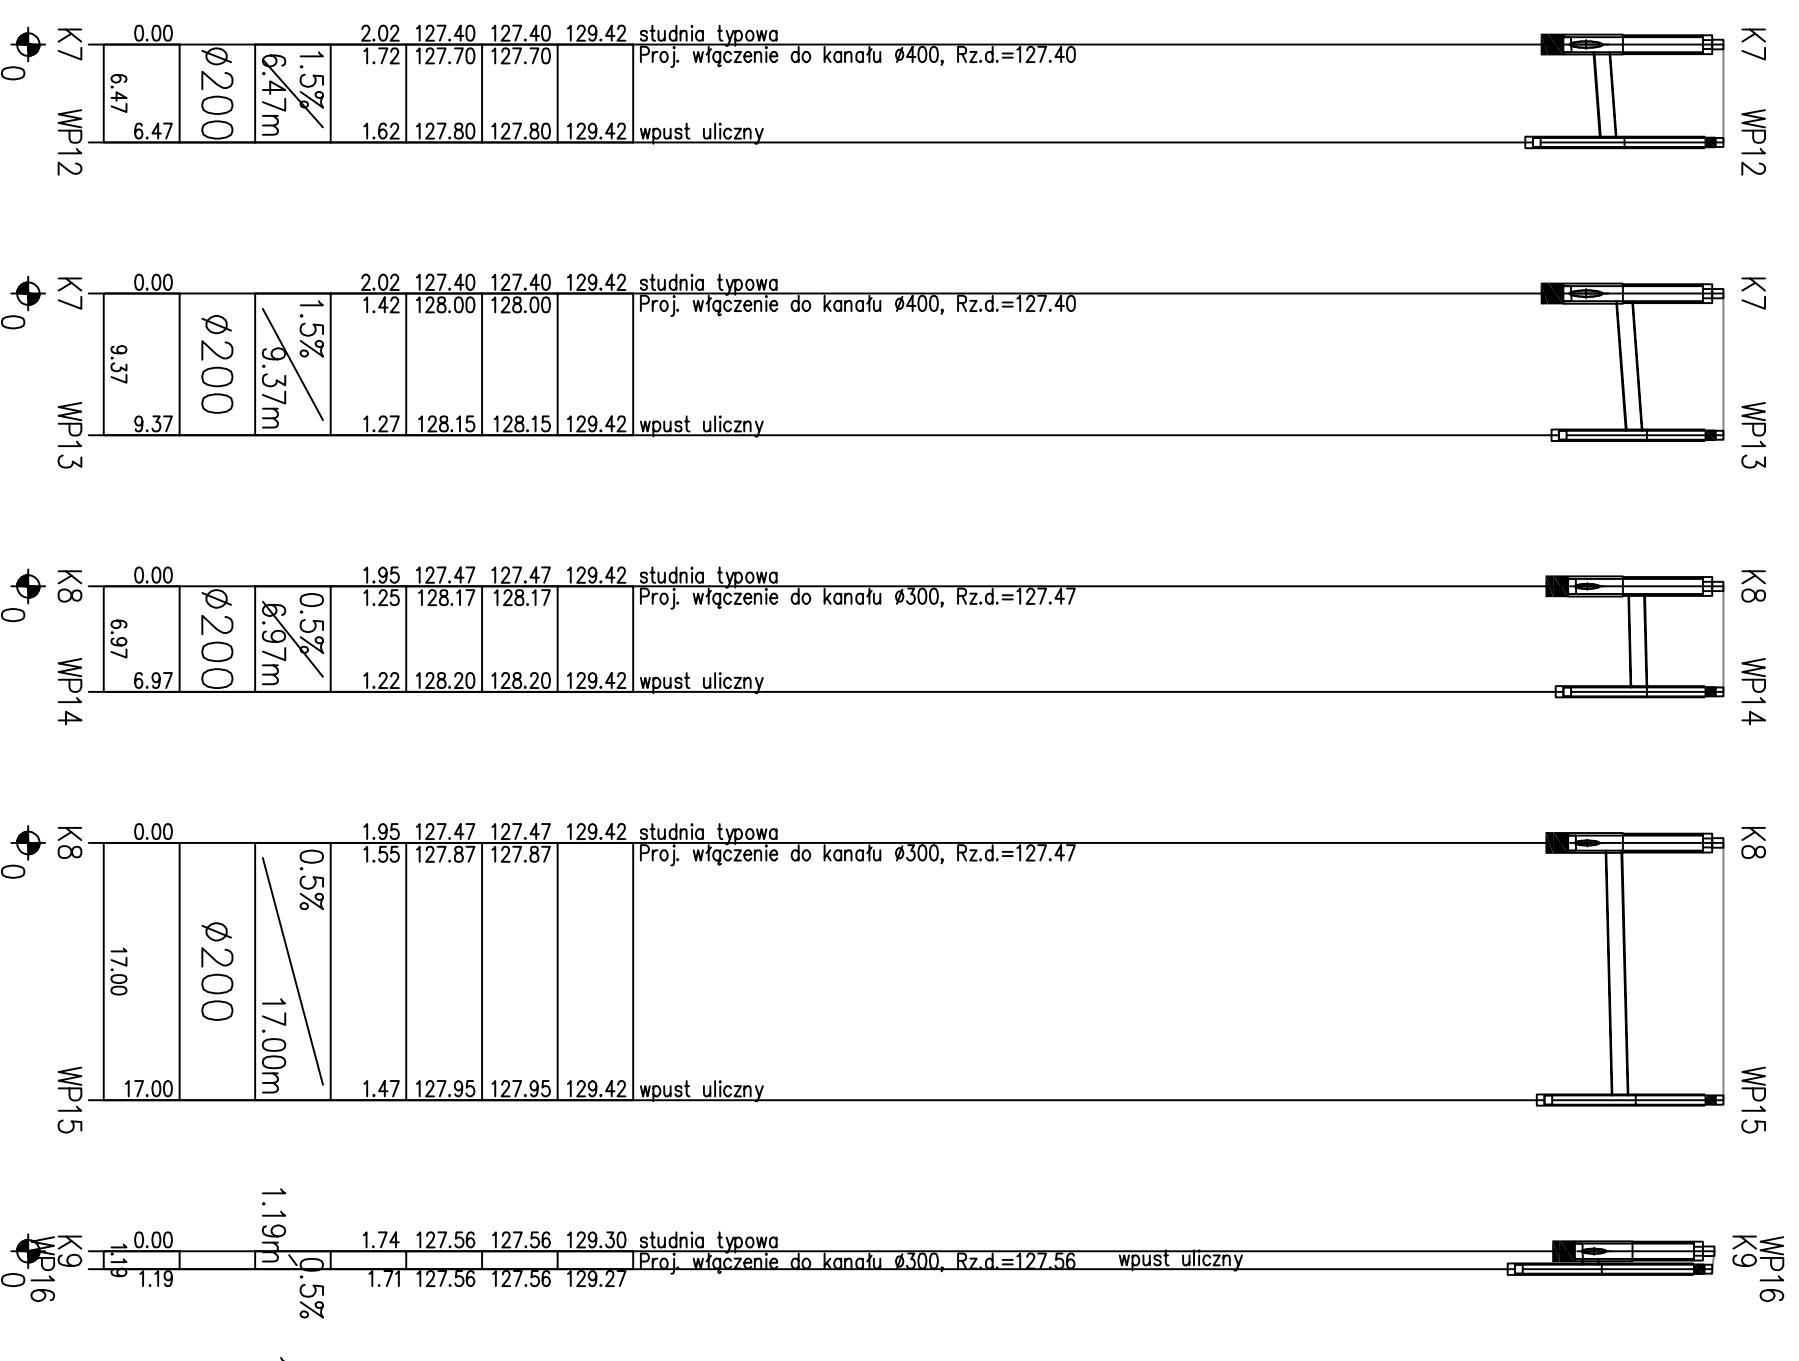 K7 0.00 2.02 127.40 127.40 129.42 studnia typowa K7
1.72 127.70 127.70 Proj. włączenie do kanału ø400, Rz.d.=127.40
0 6.47 Ø200 6.47m 1.5%
WP12 6.47 1.62 127.80 127.80 129.42 wpust uliczny WP12
K7 0.00 2.02 127.40 127.40 129.42 studnia typowa K7
1.42 128.00 128.00 Proj. włączenie do kanału ø400, Rz.d.=127.40
0 9.37 Ø200 9.37m 1.5%
WP13 9.37 1.27 128.15 128.15 129.42 wpust uliczny WP13
K8 0.00 1.95 127.47 127.47 129.42 studnia typowa K8
1.25 128.17 128.17 Proj. włączenie do kanału ø300, Rz.d.=127.47
0 6.97 Ø200 6.97m 0.5%
WP14 6.97 1.22 128.20 128.20 129.42 wpust uliczny WP14
K8 0.00 1.95 127.47 127.47 129.42 studnia typowa K8
1.55 127.87 127.87 Proj. włączenie do kanału ø300, Rz.d.=127.47
0 17.00 Ø200 17.00m 0.5%
WP15 17.00 1.47 127.95 127.95 129.42 wpust uliczny WP15
K9 0.00 1.74 127.56 127.56 129.30 studnia typowa K9
Proj. włączenie do kanału ø300, Rz.d.=127.56 wpust uliczny
0 1.19 1.19m 0.5%
WP16 1.19 1.71 127.56 127.56 129.27 WP16